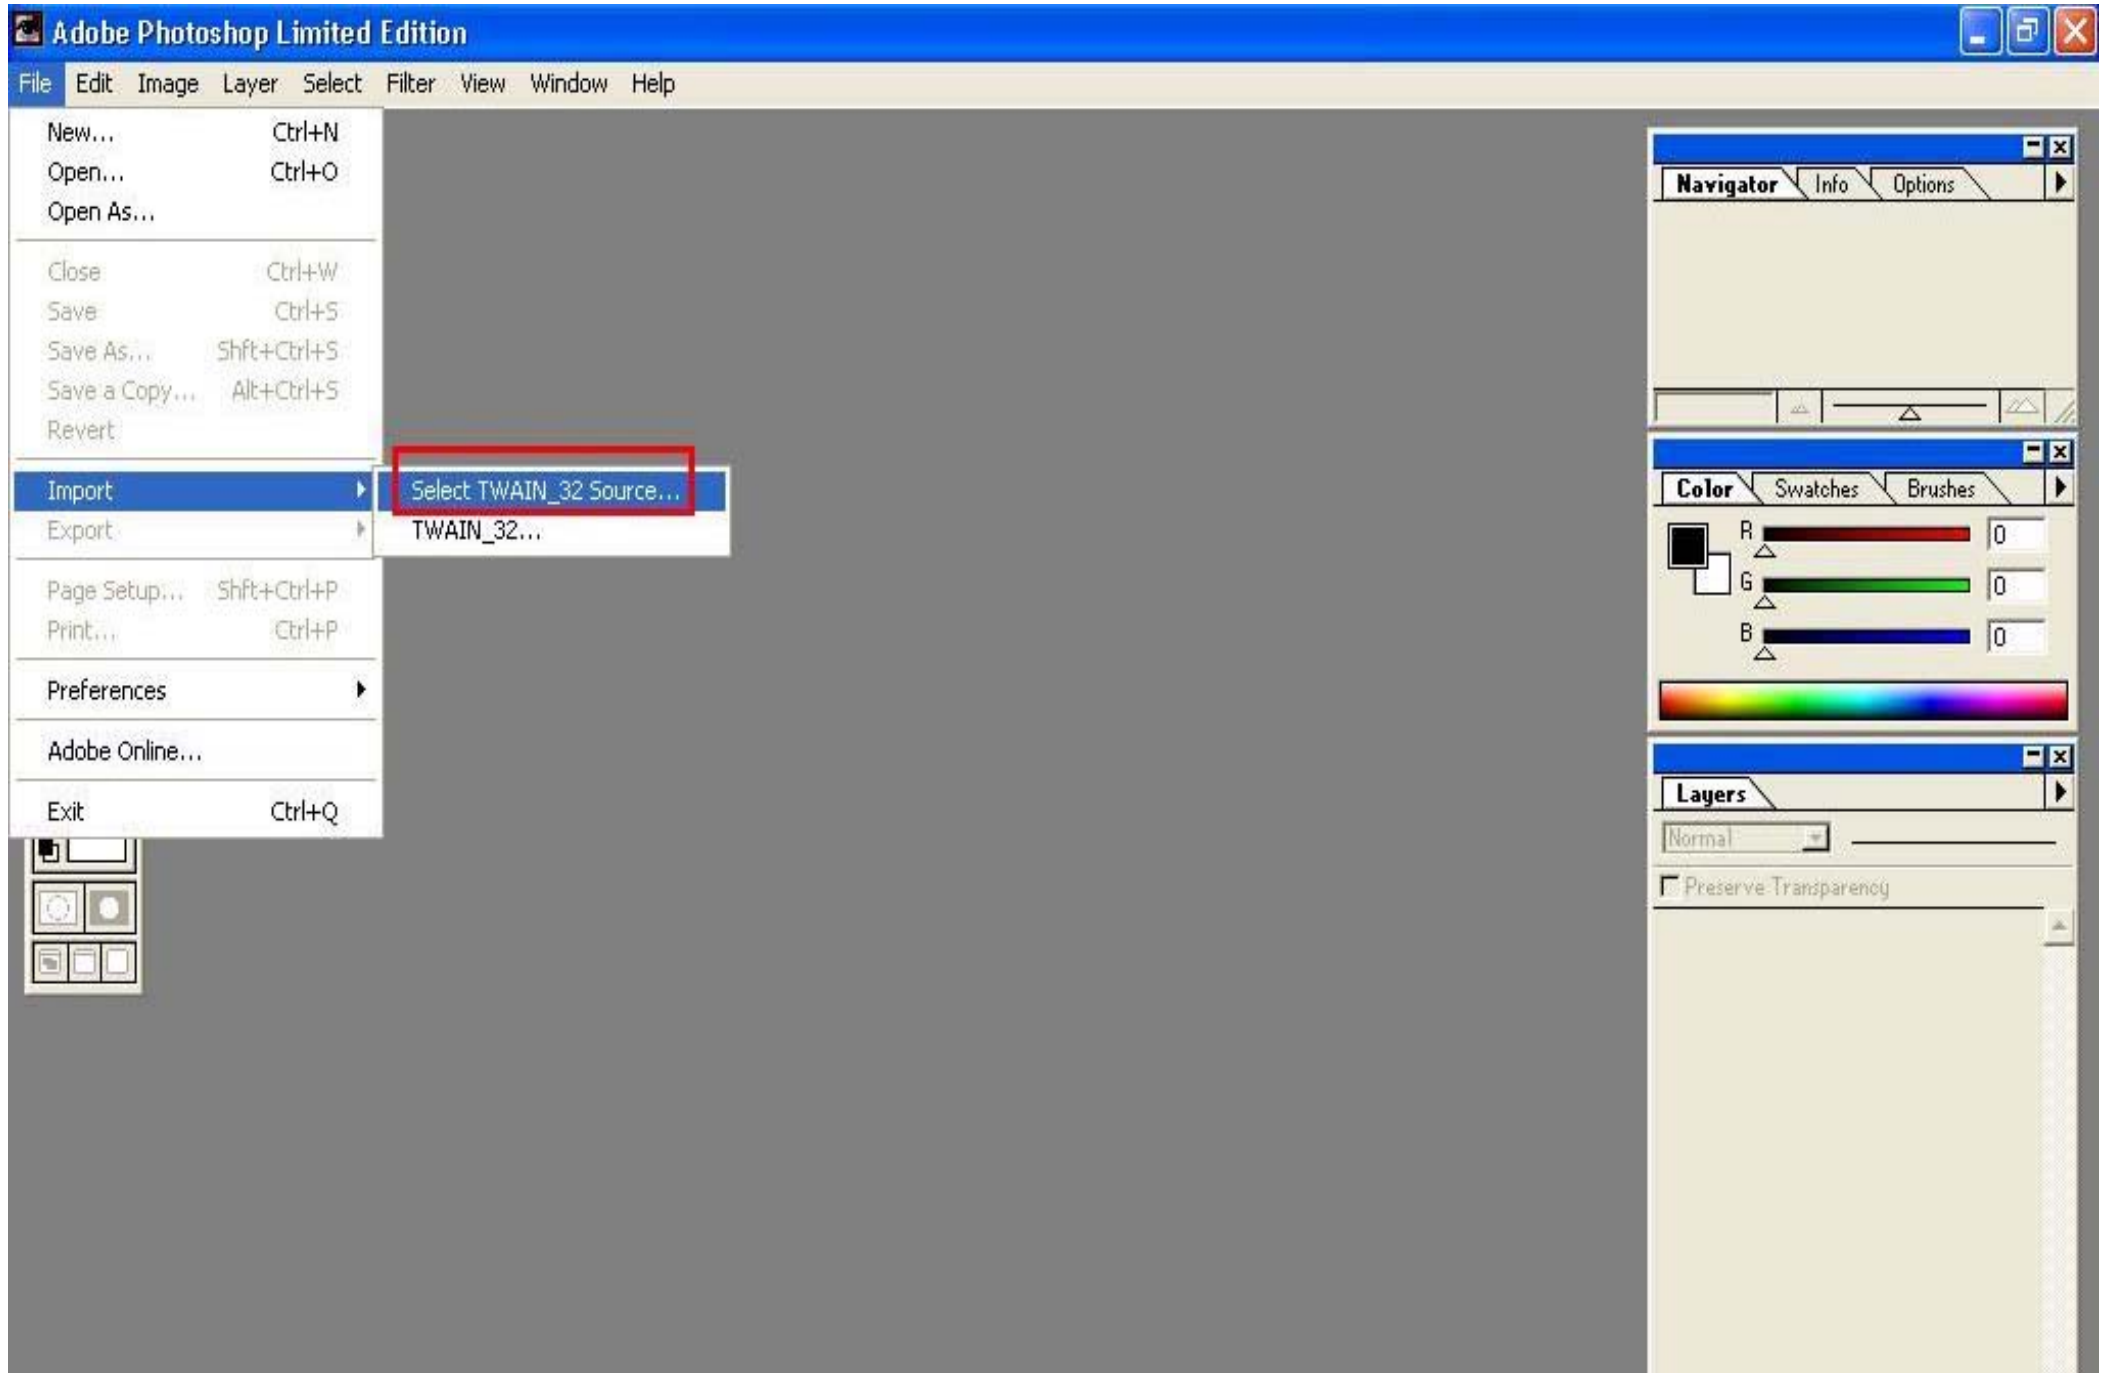 Adobe Photoshop Limited Edition
File Edit Image Layer Select Filter View Window Help
New... Ctrl+N
Open... Ctrl+O
Open As...
Close Ctrl+W
Save Ctrl+S
Save As... Shft+Ctrl+S
Save a Copy... Alt+Ctrl+S
Revert
Import
Export
Page Setup... Shft+Ctrl+P
Print... Ctrl+P
Preferences
Adobe Online...
Exit Ctrl+Q
Select TWAIN_32 Source...
TWAIN_32...
Navigator Info Options
Color Swatches Brushes
R 0
G 0
B 0
Layers
Normal
Preserve Transparency